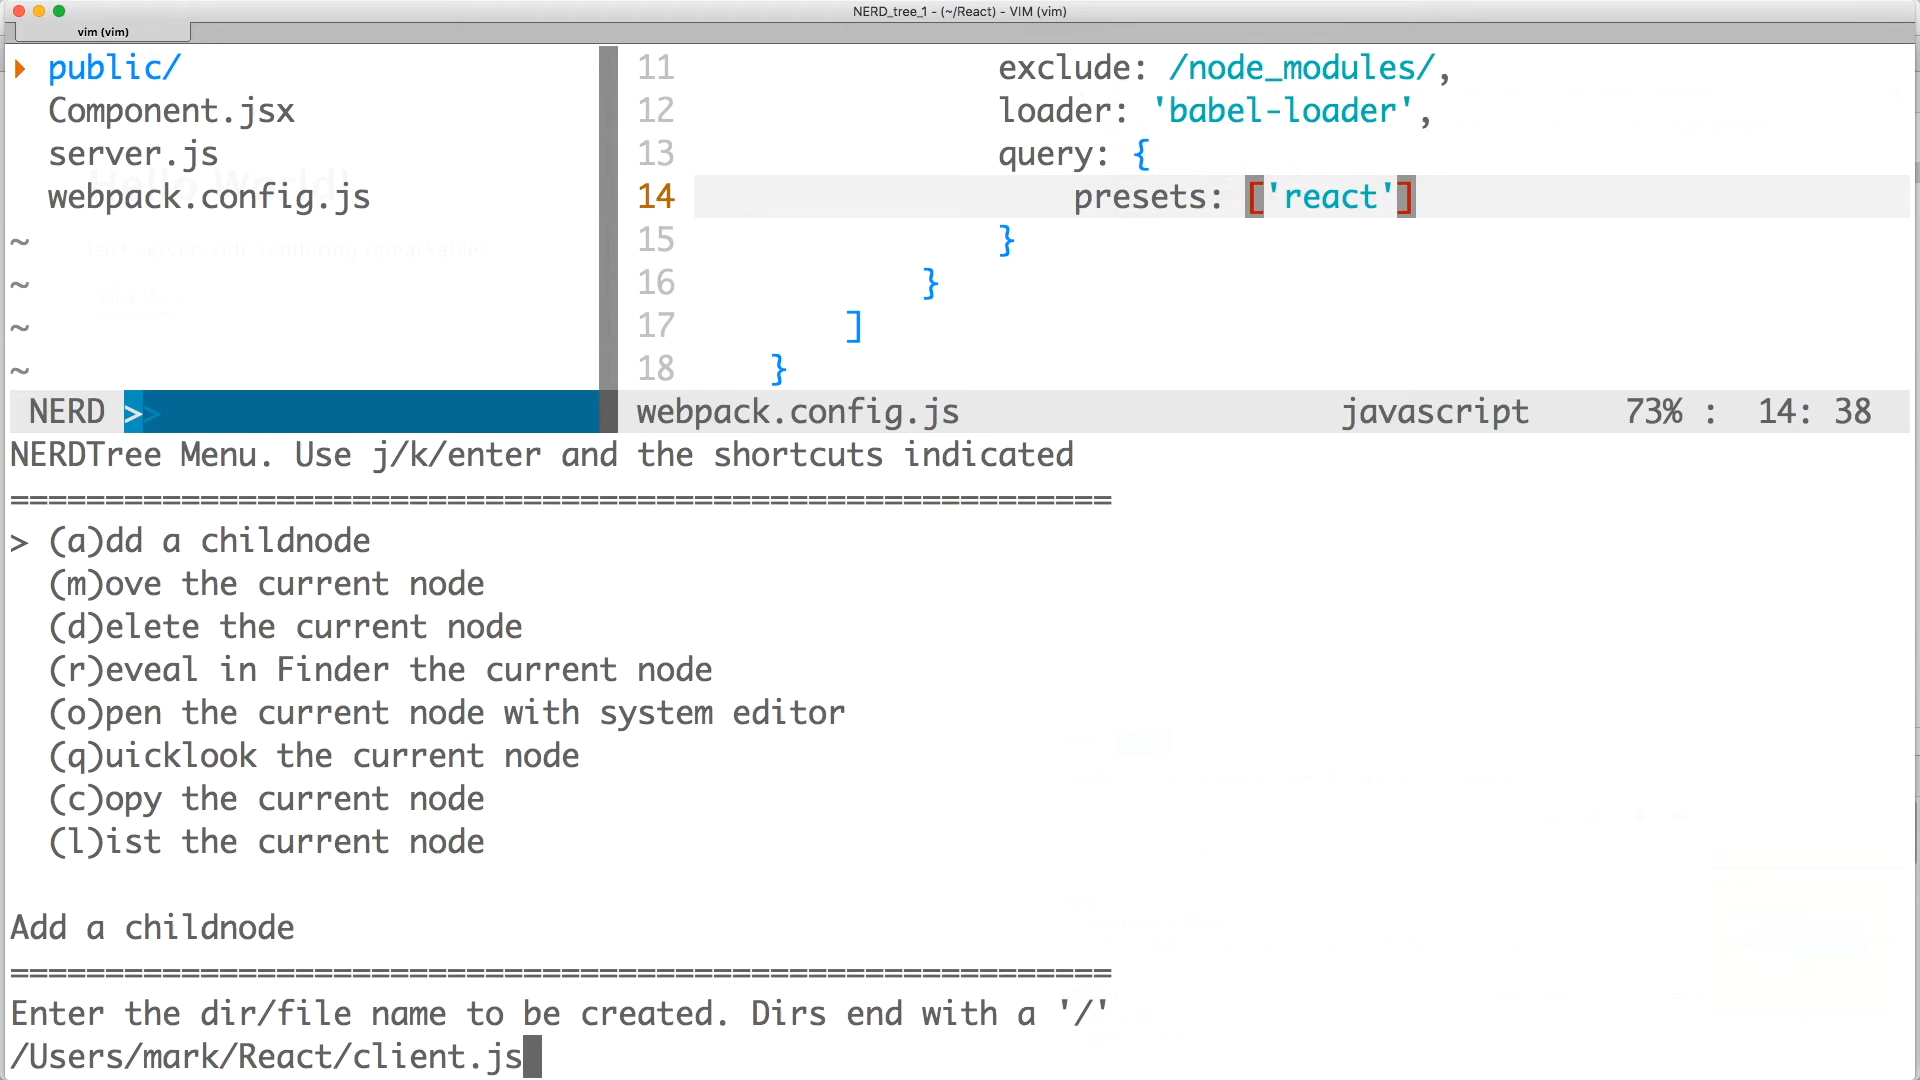 NERD_tree_1 - (~/React) - VIM (vim)
vim (vim)
▸ public/
Component.jsx
server.js
webpack.config.js
~
~
~
~
11 exclude: /node_modules/,
12 loader: 'babel-loader',
13 query: {
14 presets: ['react']
15 }
16 }
17 ]
18 }
NERD >>
webpack.config.js javascript 73% : 14: 38
NERDTree Menu. Use j/k/enter and the shortcuts indicated
==========================================================
> (a)dd a childnode
(m)ove the current node
(d)elete the current node
(r)eveal in Finder the current node
(o)pen the current node with system editor
(q)uicklook the current node
(c)opy the current node
(l)ist the current node
Add a childnode
==========================================================
Enter the dir/file name to be created. Dirs end with a '/'
/Users/mark/React/client.js